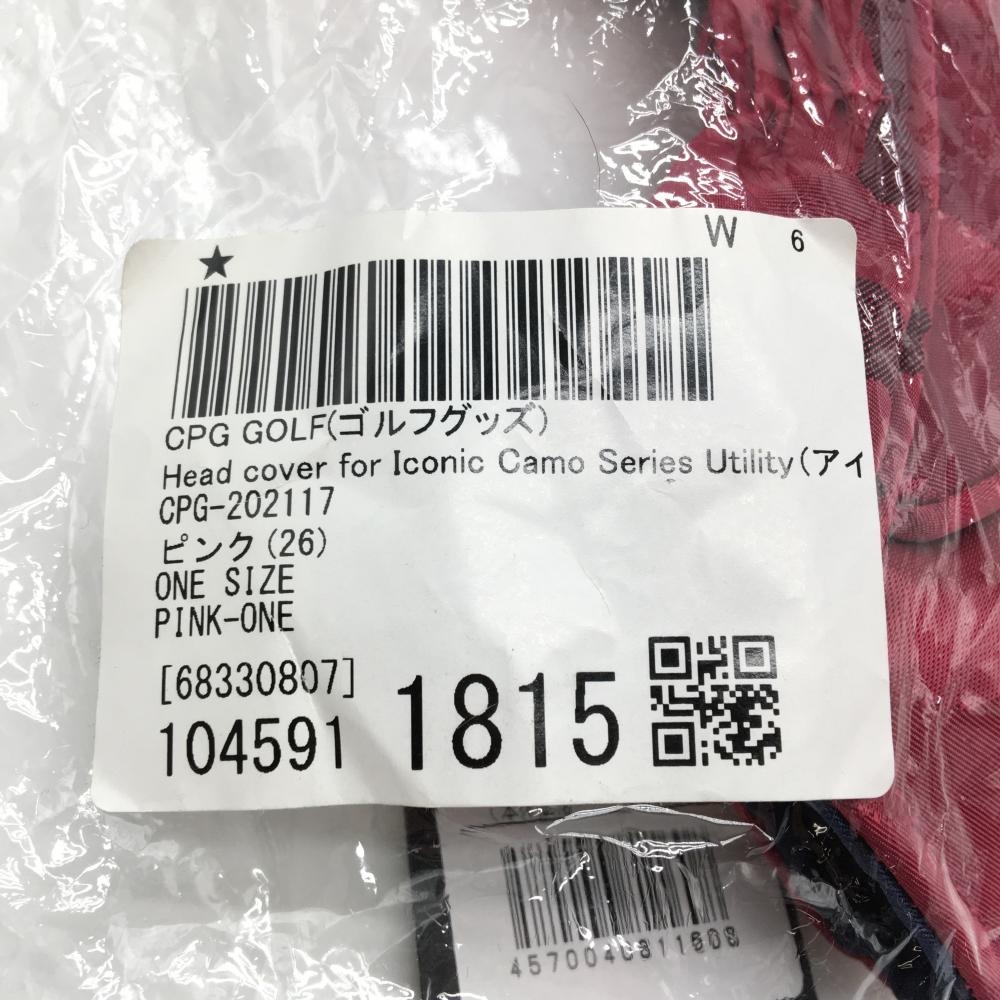 ★ W 6
CPG GOLF(ゴルフグッズ)
Head cover for Iconic Camo Series Utility(アイ
CPG-202117
ピンク(26)
ONE SIZE
PINK-ONE
[68330807]
104591 1815